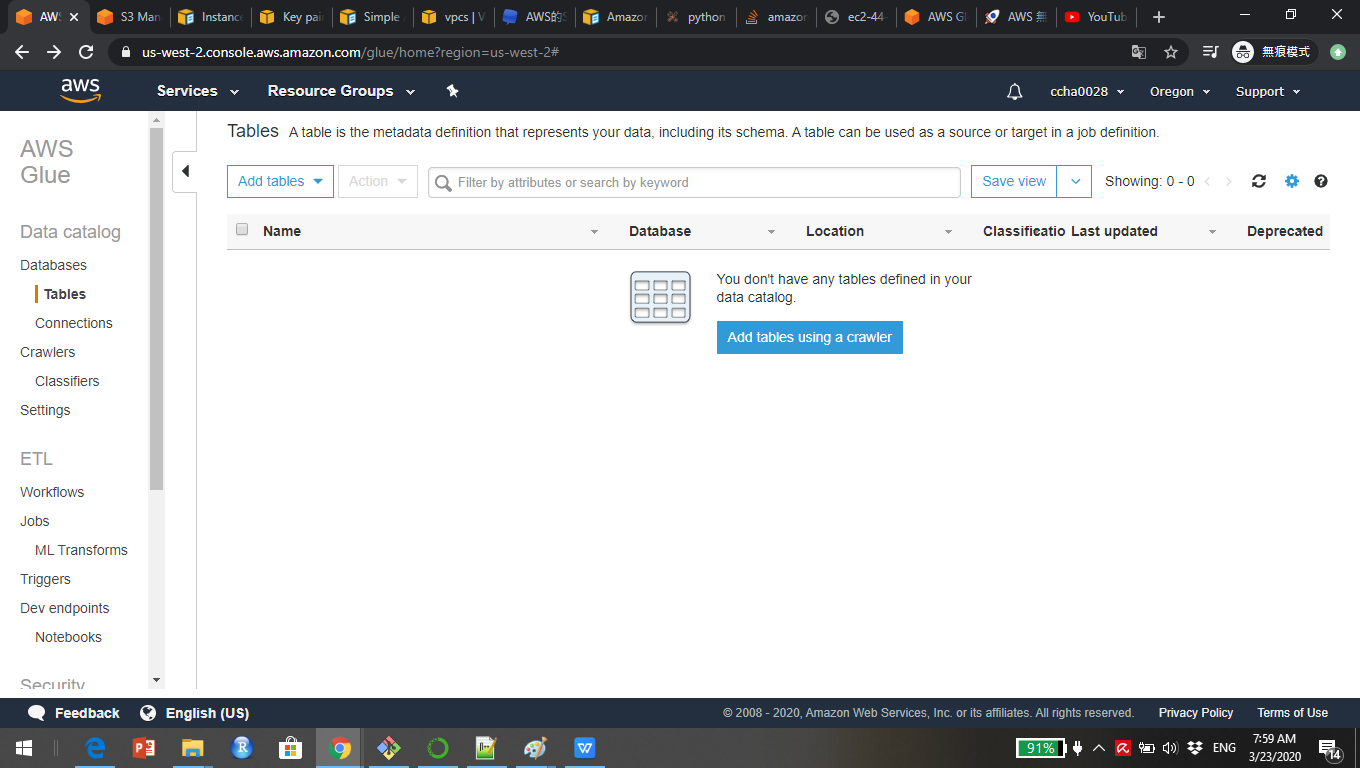 AWS
S3 Man
Instanc
Key pai
Simple
vpcs | V
AWS的S
Amazon
python
amazon
ec2-44-
AWS Gl
AWS 無
YouTub
us-west-2.console.aws.amazon.com/glue/home?region=us-west-2#
無痕模式
aws
Services
Resource Groups
ccha0028
Oregon
Support
AWS
Glue
Data catalog
Databases
Tables
Connections
Crawlers
Classifiers
Settings
ETL
Workflows
Jobs
ML Transforms
Triggers
Dev endpoints
Notebooks
Security
Tables A table is the metadata definition that represents your data, including its schema. A table can be used as a source or target in a job definition.
Add tables
Action
Filter by attributes or search by keyword
Save view
Showing: 0 - 0
Name Database Location Classificatio Last updated Deprecated
You don't have any tables defined in your
data catalog.
Add tables using a crawler
Feedback
English (US)
© 2008 - 2020, Amazon Web Services, Inc. or its affiliates. All rights reserved.
Privacy Policy
Terms of Use
91%
ENG
7:59 AM
3/23/2020
14